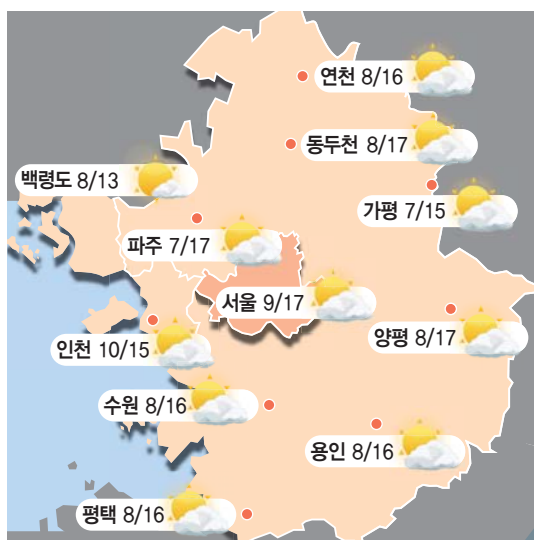 연천 8/16
동두천 8/17
백령도 8/13
가평 7/15
파주 7/17
서울 9/17
양평 8/17
인천 10/15
수원 8/16
용인 8/16
평택 8/16